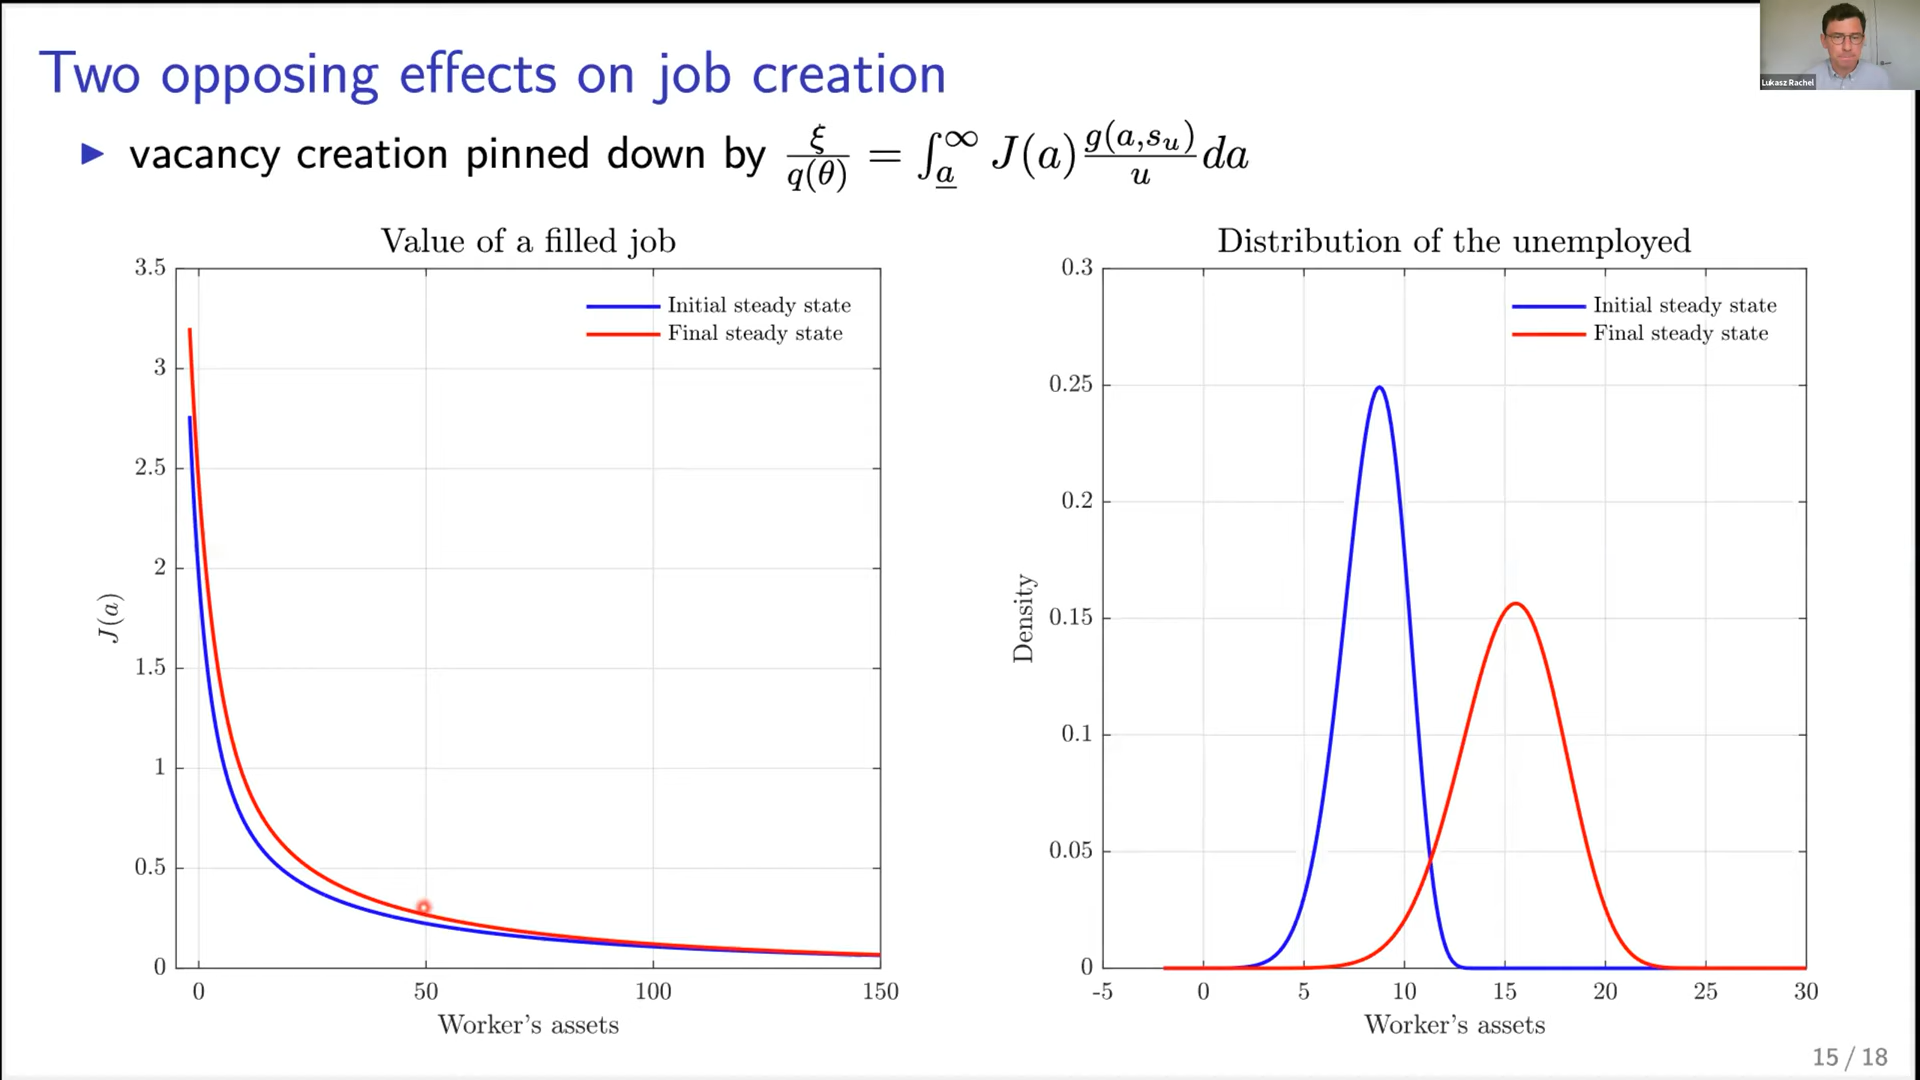 Two opposing effects on job creation
Lukasz Rachel
▶ vacancy creation pinned down by ξ/q(θ) = ∫_a^∞ J(a) g(a,s_u)/u da
Value of a filled job
3.5
3
2.5
2
1.5
1
0.5
0
J(a)
Initial steady state
Final steady state
0 50 100 150
Worker's assets
Distribution of the unemployed
0.3
0.25
0.2
0.15
0.1
0.05
0
Density
Initial steady state
Final steady state
-5 0 5 10 15 20 25 30
Worker's assets
15 / 18